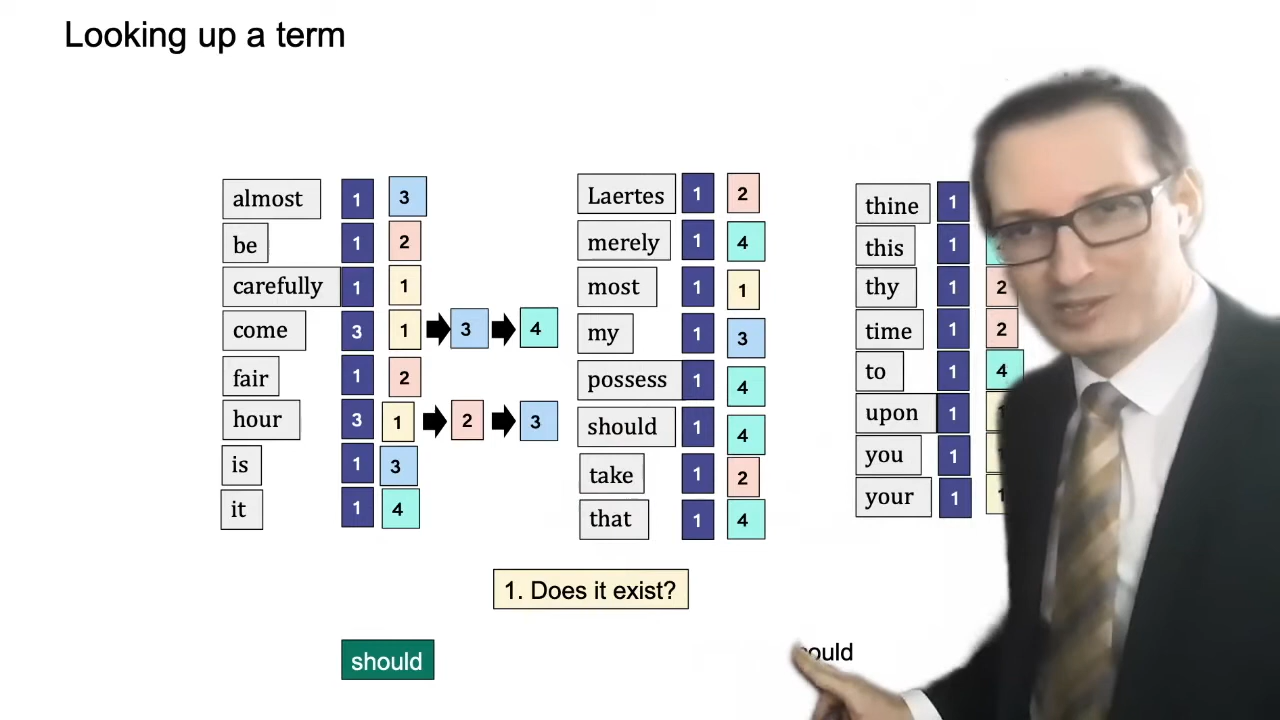 Looking up a term
almost 1 3
be 1 2
carefully 1 1
come 3 1 3 4
fair 1 2
hour 3 1 2 3
is 1 3
it 1 4
Laertes 1 2
merely 1 4
most 1 1
my 1 3
possess 1 4
should 1 4
take 1 2
that 1 4
thine 1
this 1
thy 1 2
time 1 2
to 1 4
upon 1
you 1
your 1
1. Does it exist?
should